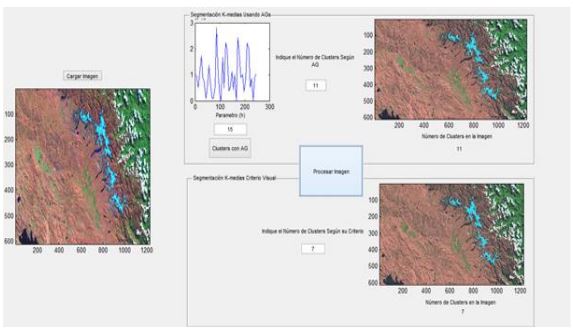 Segmentación K-medias Usando AGs
3
2
1
0
0 100 200 300
Parametro (h)
15
Clusters con AG
Indique el Número de Clusters Según
AG
11
100
200
300
400
500
600
200 400 600 800 1000 1200
Número de Clusters en la Imagen
11
Cargar Imagen
100
200
300
400
500
600
200 400 600 800 1000 1200
Procesar Imagen
Segmentación K-medias Criterio Visual
Indique el Número de Clusters Según su Criterio
7
100
200
300
400
500
600
200 400 600 800 1000 1200
Número de Clusters en la Imagen
7